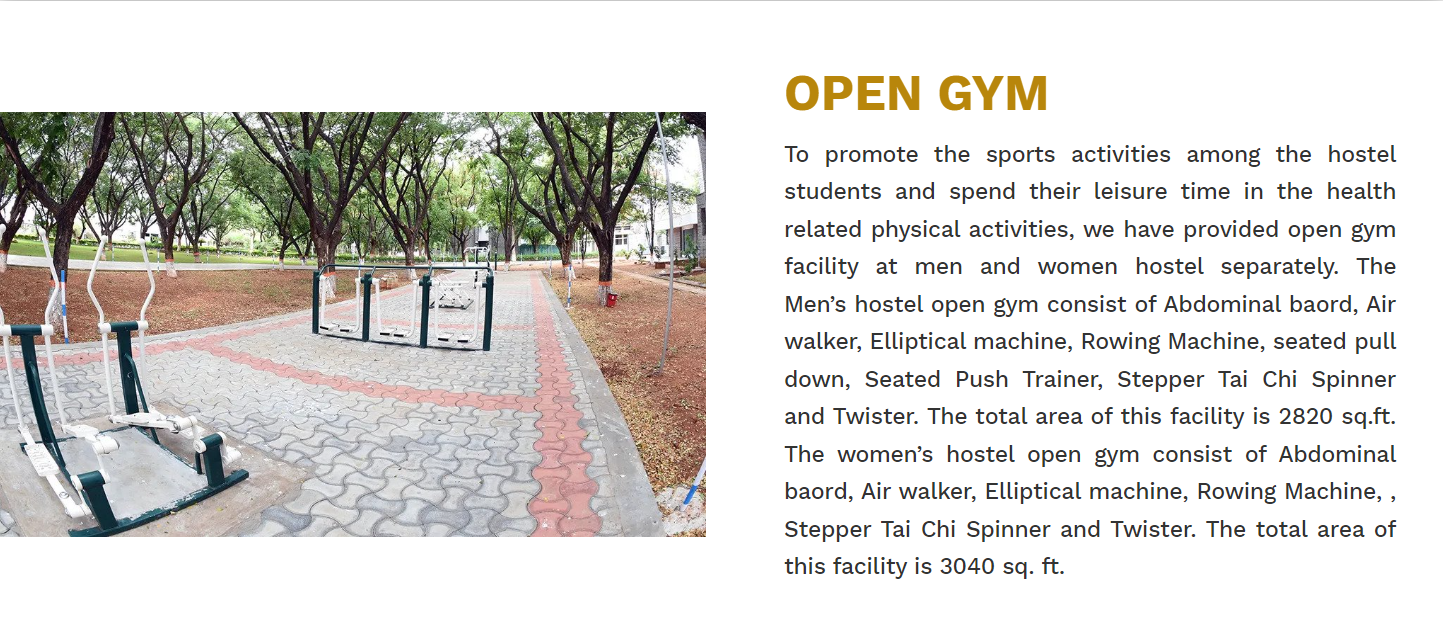 OPEN GYM
To promote the sports activities among the hostel
students and spend their leisure time in the health
related physical activities, we have provided open gym
facility at men and women hostel separately. The
Men’s hostel open gym consist of Abdominal baord, Air
walker, Elliptical machine, Rowing Machine, seated pull
down, Seated Push Trainer, Stepper Tai Chi Spinner
and Twister. The total area of this facility is 2820 sq.ft.
The women’s hostel open gym consist of Abdominal
baord, Air walker, Elliptical machine, Rowing Machine, ,
Stepper Tai Chi Spinner and Twister. The total area of
this facility is 3040 sq. ft.